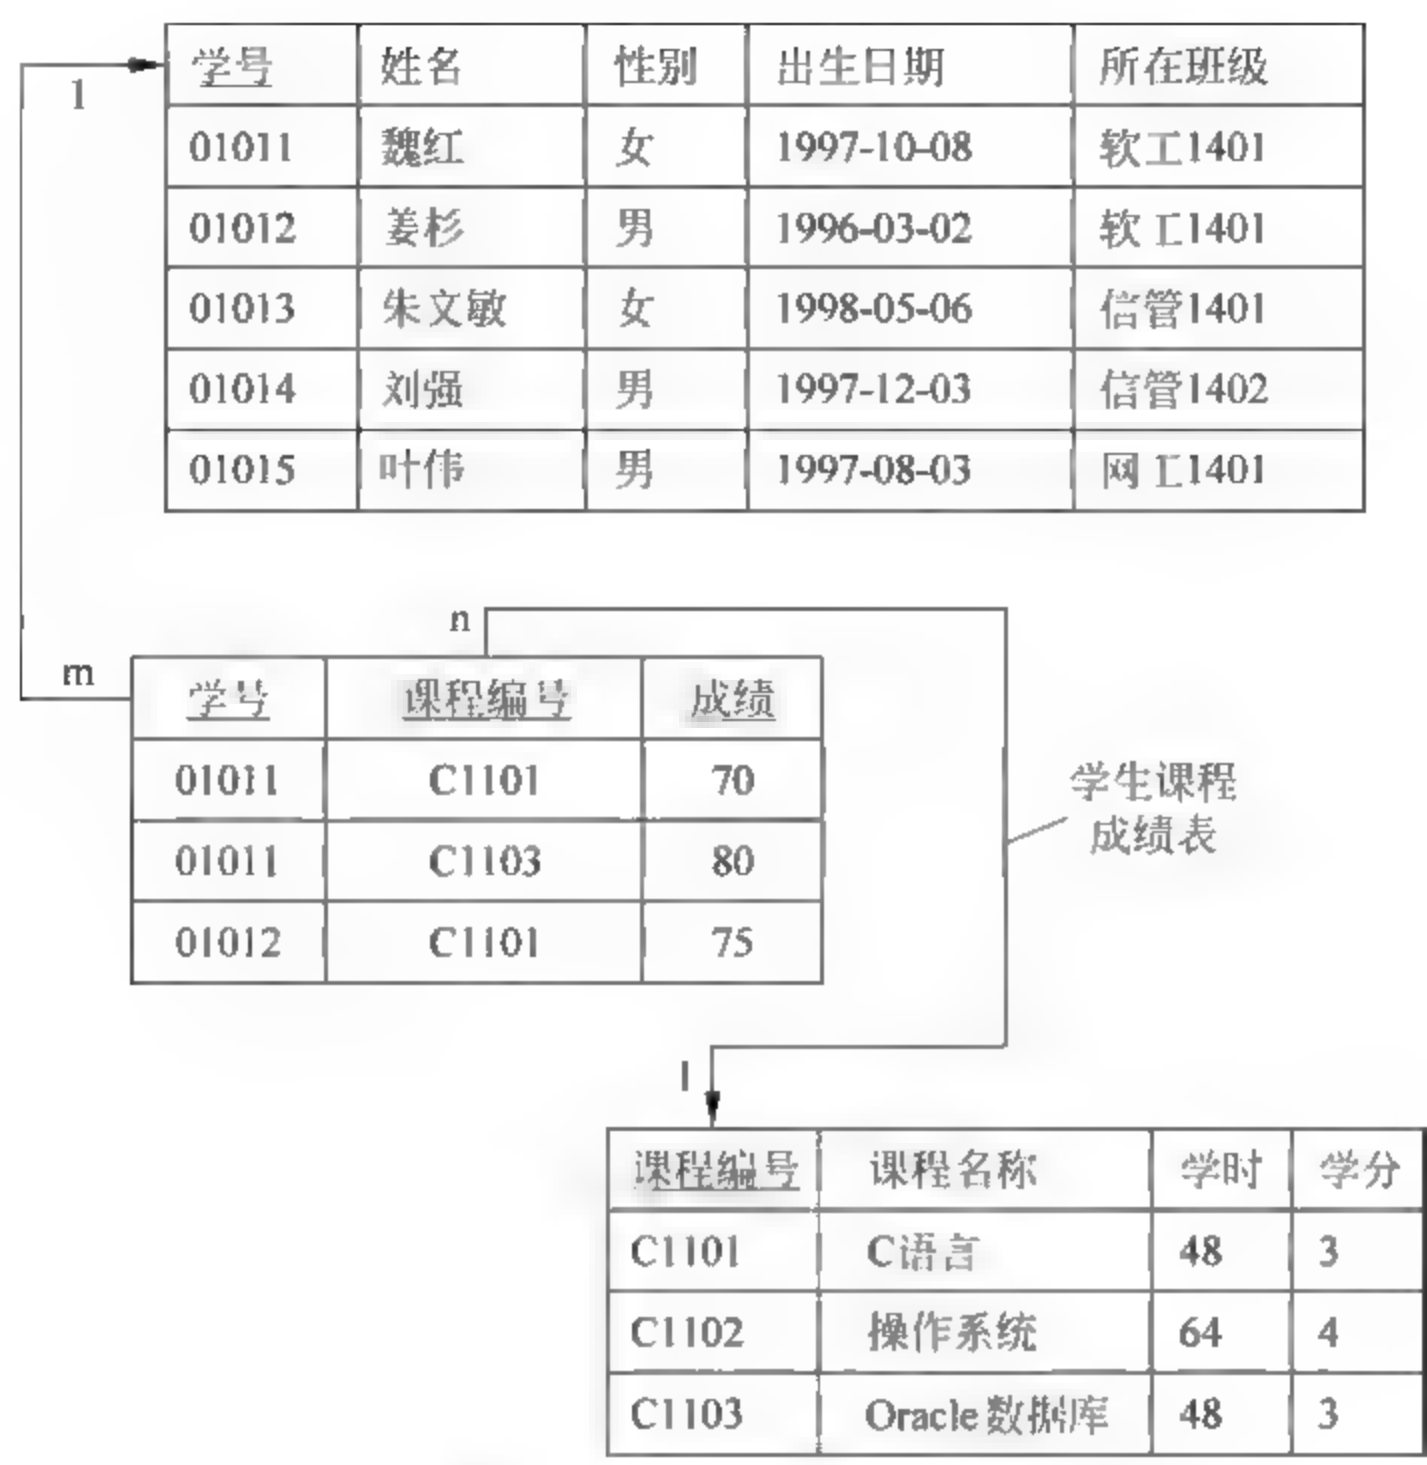 学号 姓名 性别 出生日期 所在班级
1
01011 魏红 女 1997-10-08 软工1401
01012 姜杉 男 1996-03-02 软工1401
01013 朱文敏 女 1998-05-06 信管1401
01014 刘强 男 1997-12-03 信管1402
01015 叶伟 男 1997-08-03 网工1401
n
m
学号 课程编号 成绩
01011 C1101 70
01011 C1103 80
01012 C1101 75
学生课程
成绩表
1
课程编号 课程名称 学时 学分
C1101 C语言 48 3
C1102 操作系统 64 4
C1103 Oracle数据库 48 3